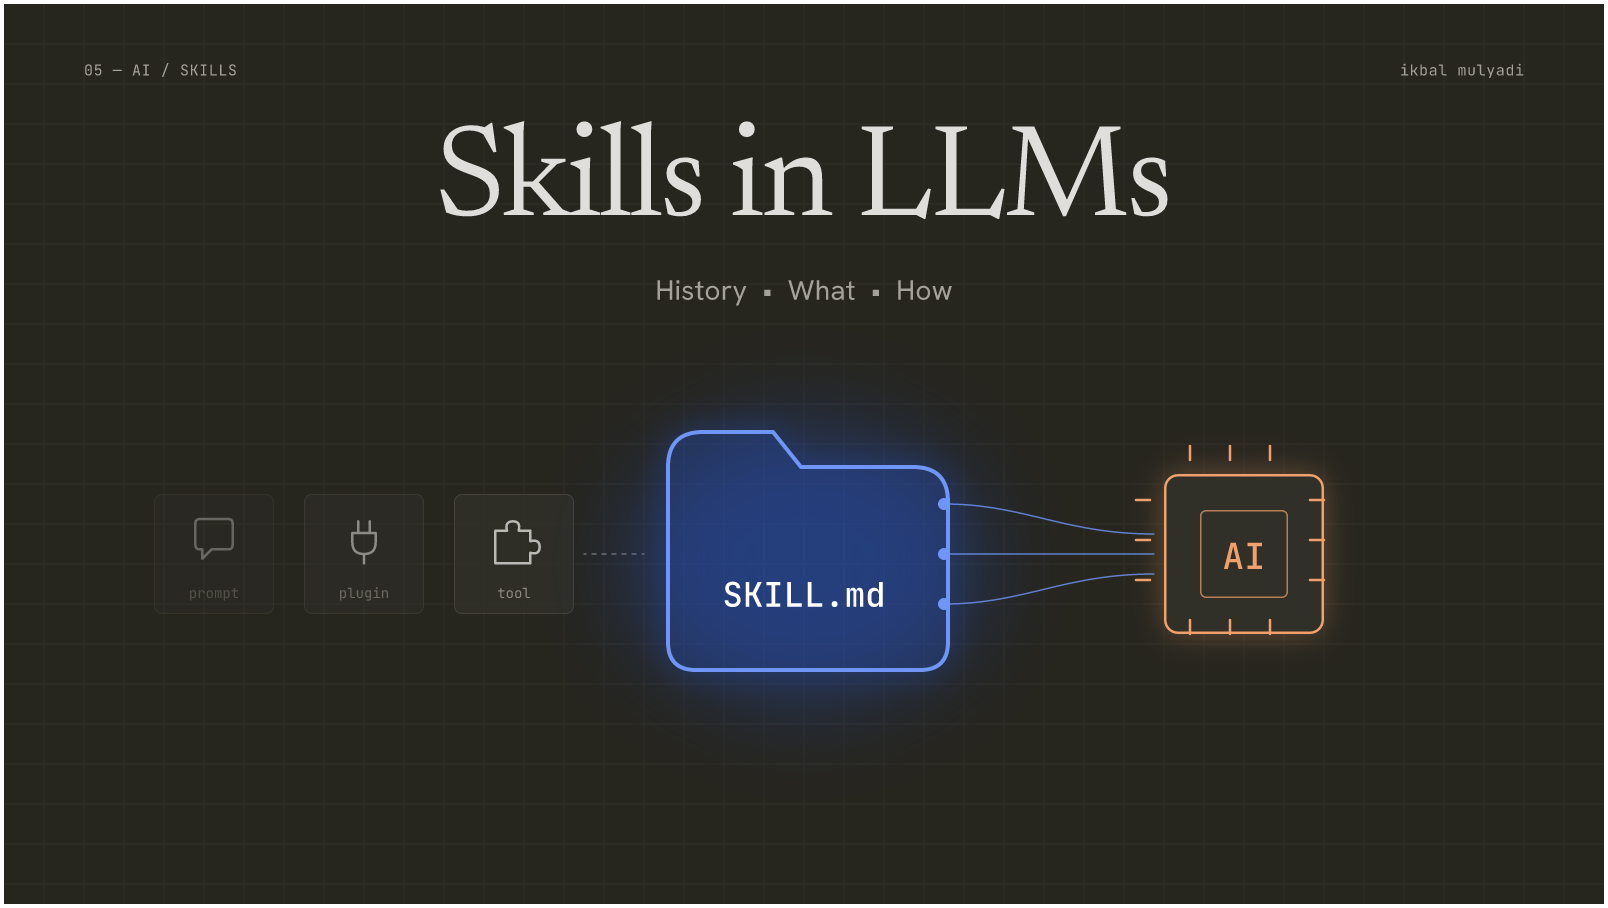 05 — AI / SKILLS
ikbal mulyadi
Skills in LLMs
History ▪ What ▪ How
prompt
plugin
tool
SKILL.md
AI